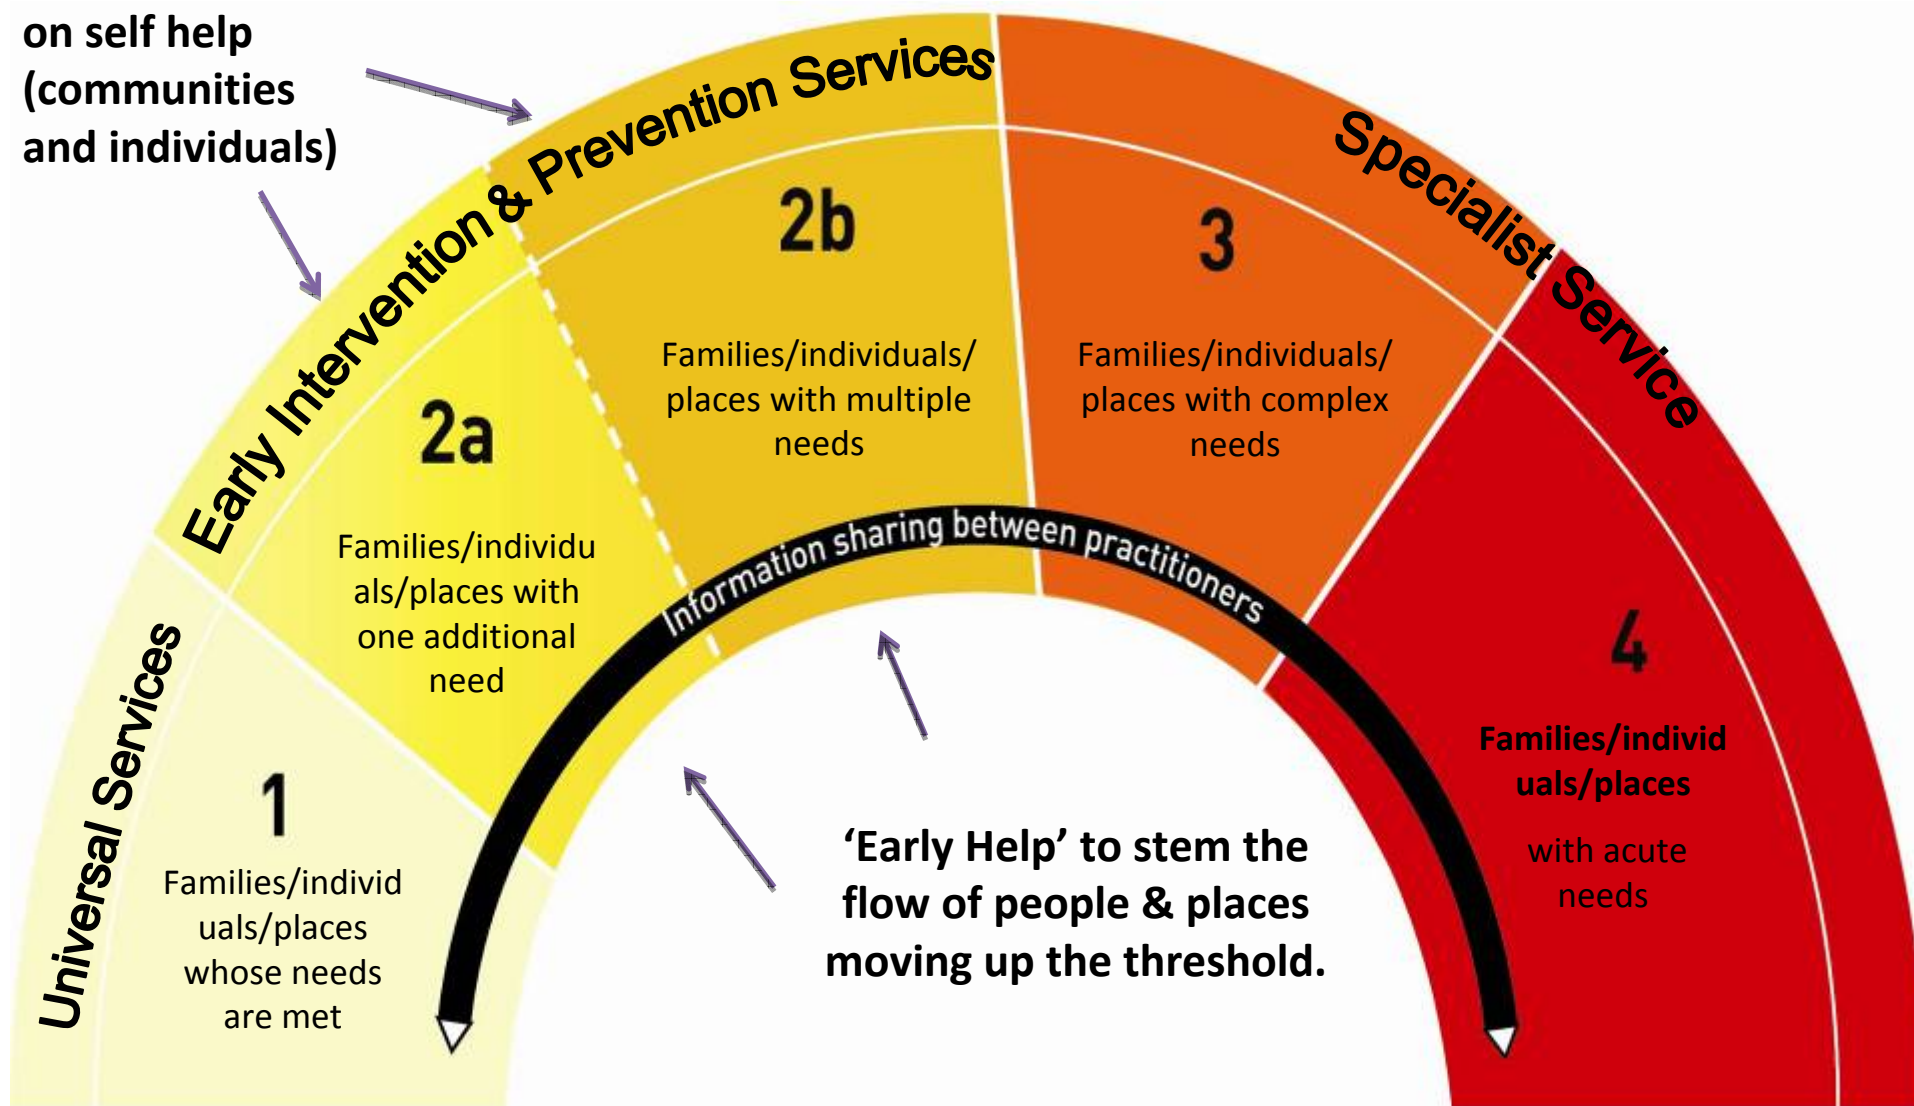 on self help
(communities
and individuals)
Universal Services
Early Intervention & Prevention Services
Specialist Service
1
Families/individ
uals/places
whose needs
are met
2a
Families/individu
als/places with
one additional
need
2b
Families/individuals/
places with multiple
needs
3
Families/individuals/
places with complex
needs
4
Families/individ
uals/places
with acute
needs
Information sharing between practitioners
‘Early Help’ to stem the
flow of people & places
moving up the threshold.